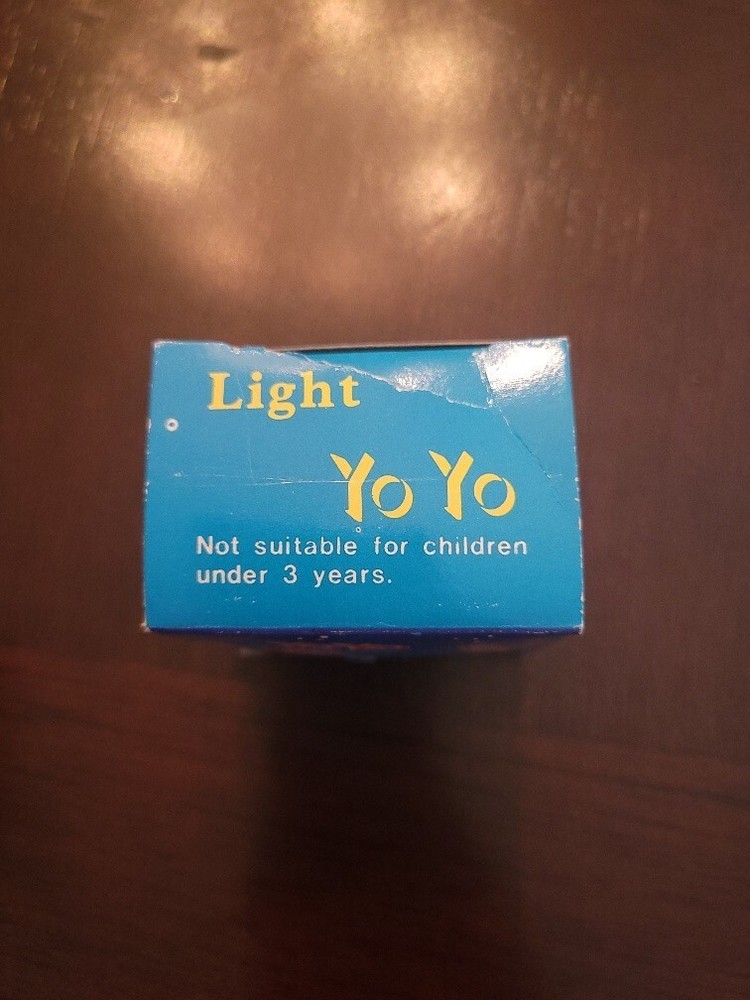 Light
Yo Yo
Not suitable for children
under 3 years.